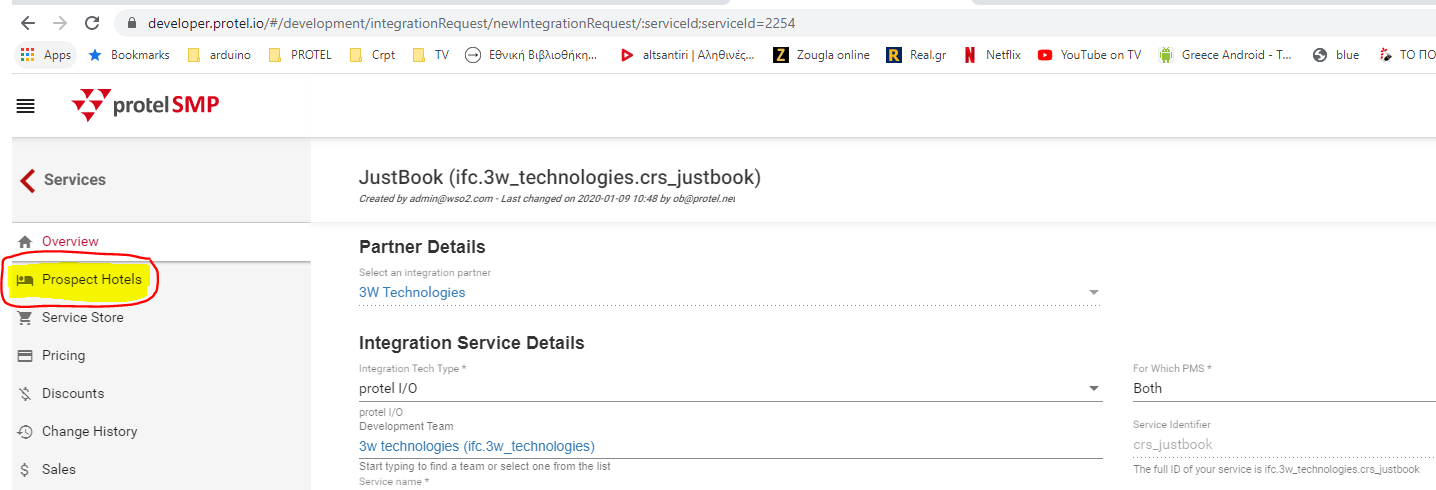 developer.protel.io/#/development/integrationRequest/newIntegrationRequest/:serviceId;serviceId=2254
Apps Bookmarks arduino PROTEL Crpt TV Εθνική Βιβλιοθήκη... altsantiri | Αληθινές... Zougla online Real.gr Netflix YouTube on TV Greece Android - T... blue ΤΟ ΠΟ
protel SMP
Services
Overview
Prospect Hotels
Service Store
Pricing
Discounts
Change History
Sales
JustBook (ifc.3w_technologies.crs_justbook)
Created by admin@wso2.com - Last changed on 2020-01-09 10:48 by ob@protel.net
Partner Details
Select an integration partner
3W Technologies
Integration Service Details
Integration Tech Type *
protel I/O
protel I/O
Development Team
3w technologies (ifc.3w_technologies)
Start typing to find a team or select one from the list
Service name *
For Which PMS *
Both
Service Identifier
crs_justbook
The full ID of your service is ifc.3w_technologies.crs_justbook